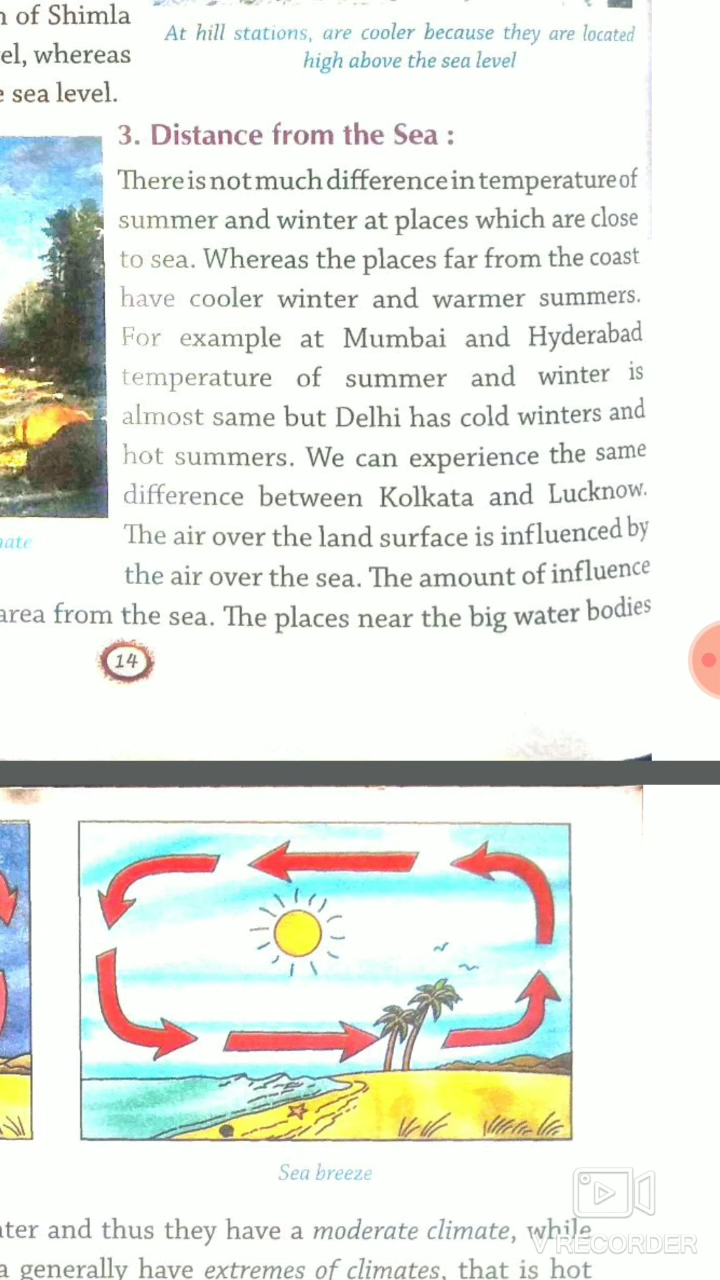 of Shimla
whereas
sea level.
At hill stations, are cooler because they are located
high above the sea level
3. Distance from the Sea :
There is not much difference in temperature of
summer and winter at places which are close
to sea. Whereas the places far from the coast
have cooler winter and warmer summers.
For example at Mumbai and Hyderabad
temperature of summer and winter is
almost same but Delhi has cold winters and
hot summers. We can experience the same
difference between Kolkata and Lucknow.
The air over the land surface is influenced by
the air over the sea. The amount of influence
area from the sea. The places near the big water bodies
14
Sea breeze
and thus they have a moderate climate, while
generally have extremes of climates, that is hot
V RECORDER